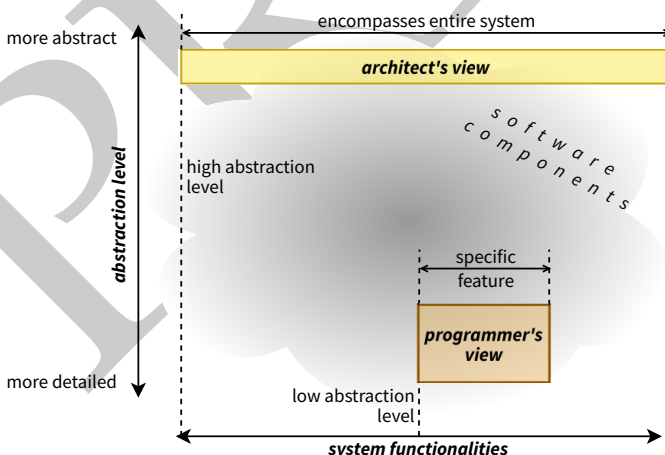 encompasses entire system
more abstract
architect's view
software
components
high abstraction
level
abstraction level
specific
feature
programmer's
view
more detailed
low abstraction
level
system functionalities